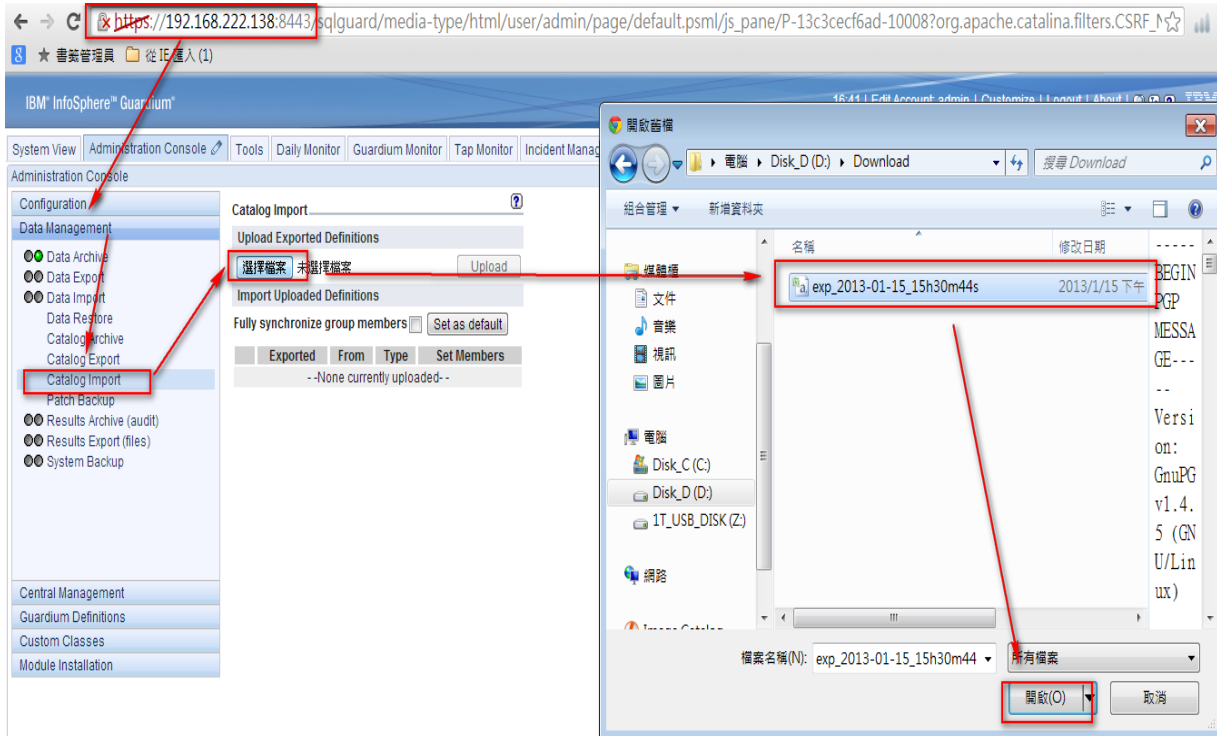 https://192.168.222.138:8443/sqlguard/media-type/html/user/admin/page/default.psml/js_pane/P-13c3cecf6ad-10008?org.apache.catalina.filters.CSRF_N
書籤管理員 從 IE 匯入 (1)
IBM® InfoSphere™ Guardium®
16:41 | Edit Account: admin | Customize | Logout | About |
System View Administration Console Tools Daily Monitor Guardium Monitor Tap Monitor Incident Manag
Administration Console
Configuration
Data Management
Data Archive
Data Export
Data Import
Data Restore
Catalog Archive
Catalog Export
Catalog Import
Patch Backup
Results Archive (audit)
Results Export (files)
System Backup
Central Management
Guardium Definitions
Custom Classes
Module Installation
Catalog Import
Upload Exported Definitions
選擇檔案 未選擇檔案 Upload
Import Uploaded Definitions
Fully synchronize group members Set as default
Exported From Type Set Members
--None currently uploaded--
開啟舊檔
電腦 Disk_D (D:) Download
搜尋 Download
組合管理 新增資料夾
媒體櫃
文件
音樂
視訊
圖片
電腦
Disk_C (C:)
Disk_D (D:)
1T_USB_DISK (Z:)
網路
名稱 修改日期
exp_2013-01-15_15h30m44s 2013/1/15 下午
-----
BEGIN
PGP
MESSA
GE---
--
Versi
on:
GnuPG
v1.4.
5 (GN
U/Lin
ux)
檔案名稱(N): exp_2013-01-15_15h30m44 所有檔案
開啟(O) 取消